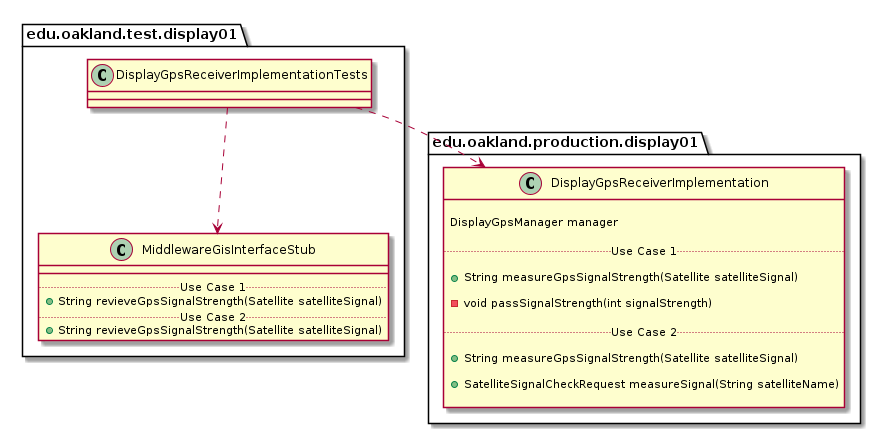 edu.oakland.test.display01
C DisplayGpsReceiverImplementationTests
C MiddlewareGisInterfaceStub
Use Case 1
String revieveGpsSignalStrength(Satellite satelliteSignal)
Use Case 2
String revieveGpsSignalStrength(Satellite satelliteSignal)
edu.oakland.production.display01
C DisplayGpsReceiverImplementation
DisplayGpsManager manager
Use Case 1
String measureGpsSignalStrength(Satellite satelliteSignal)
void passSignalStrength(int signalStrength)
Use Case 2
String measureGpsSignalStrength(Satellite satelliteSignal)
SatelliteSignalCheckRequest measureSignal(String satelliteName)